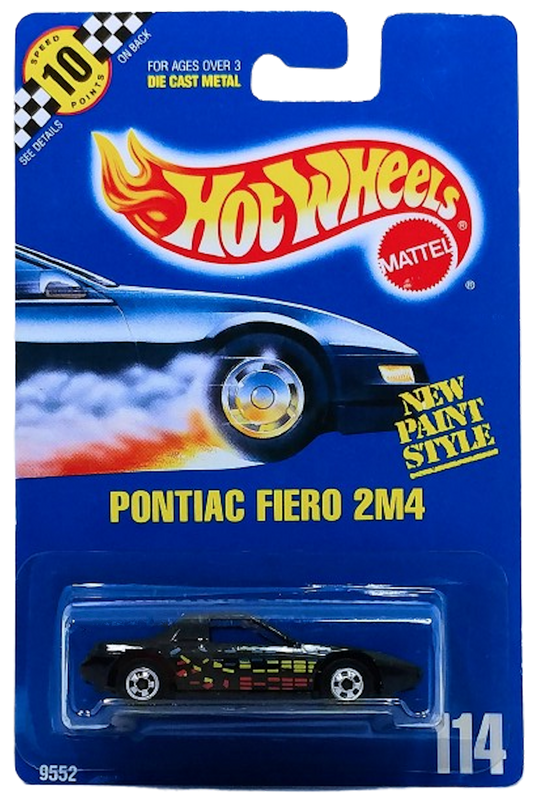 SPEED
10
POINTS
SEE DETAILS
ON BACK
FOR AGES OVER 3
DIE CAST METAL
HOT WHEELS
®
MATTEL
®
NEW
PAINT
STYLE
PONTIAC FIERO 2M4
114
9552